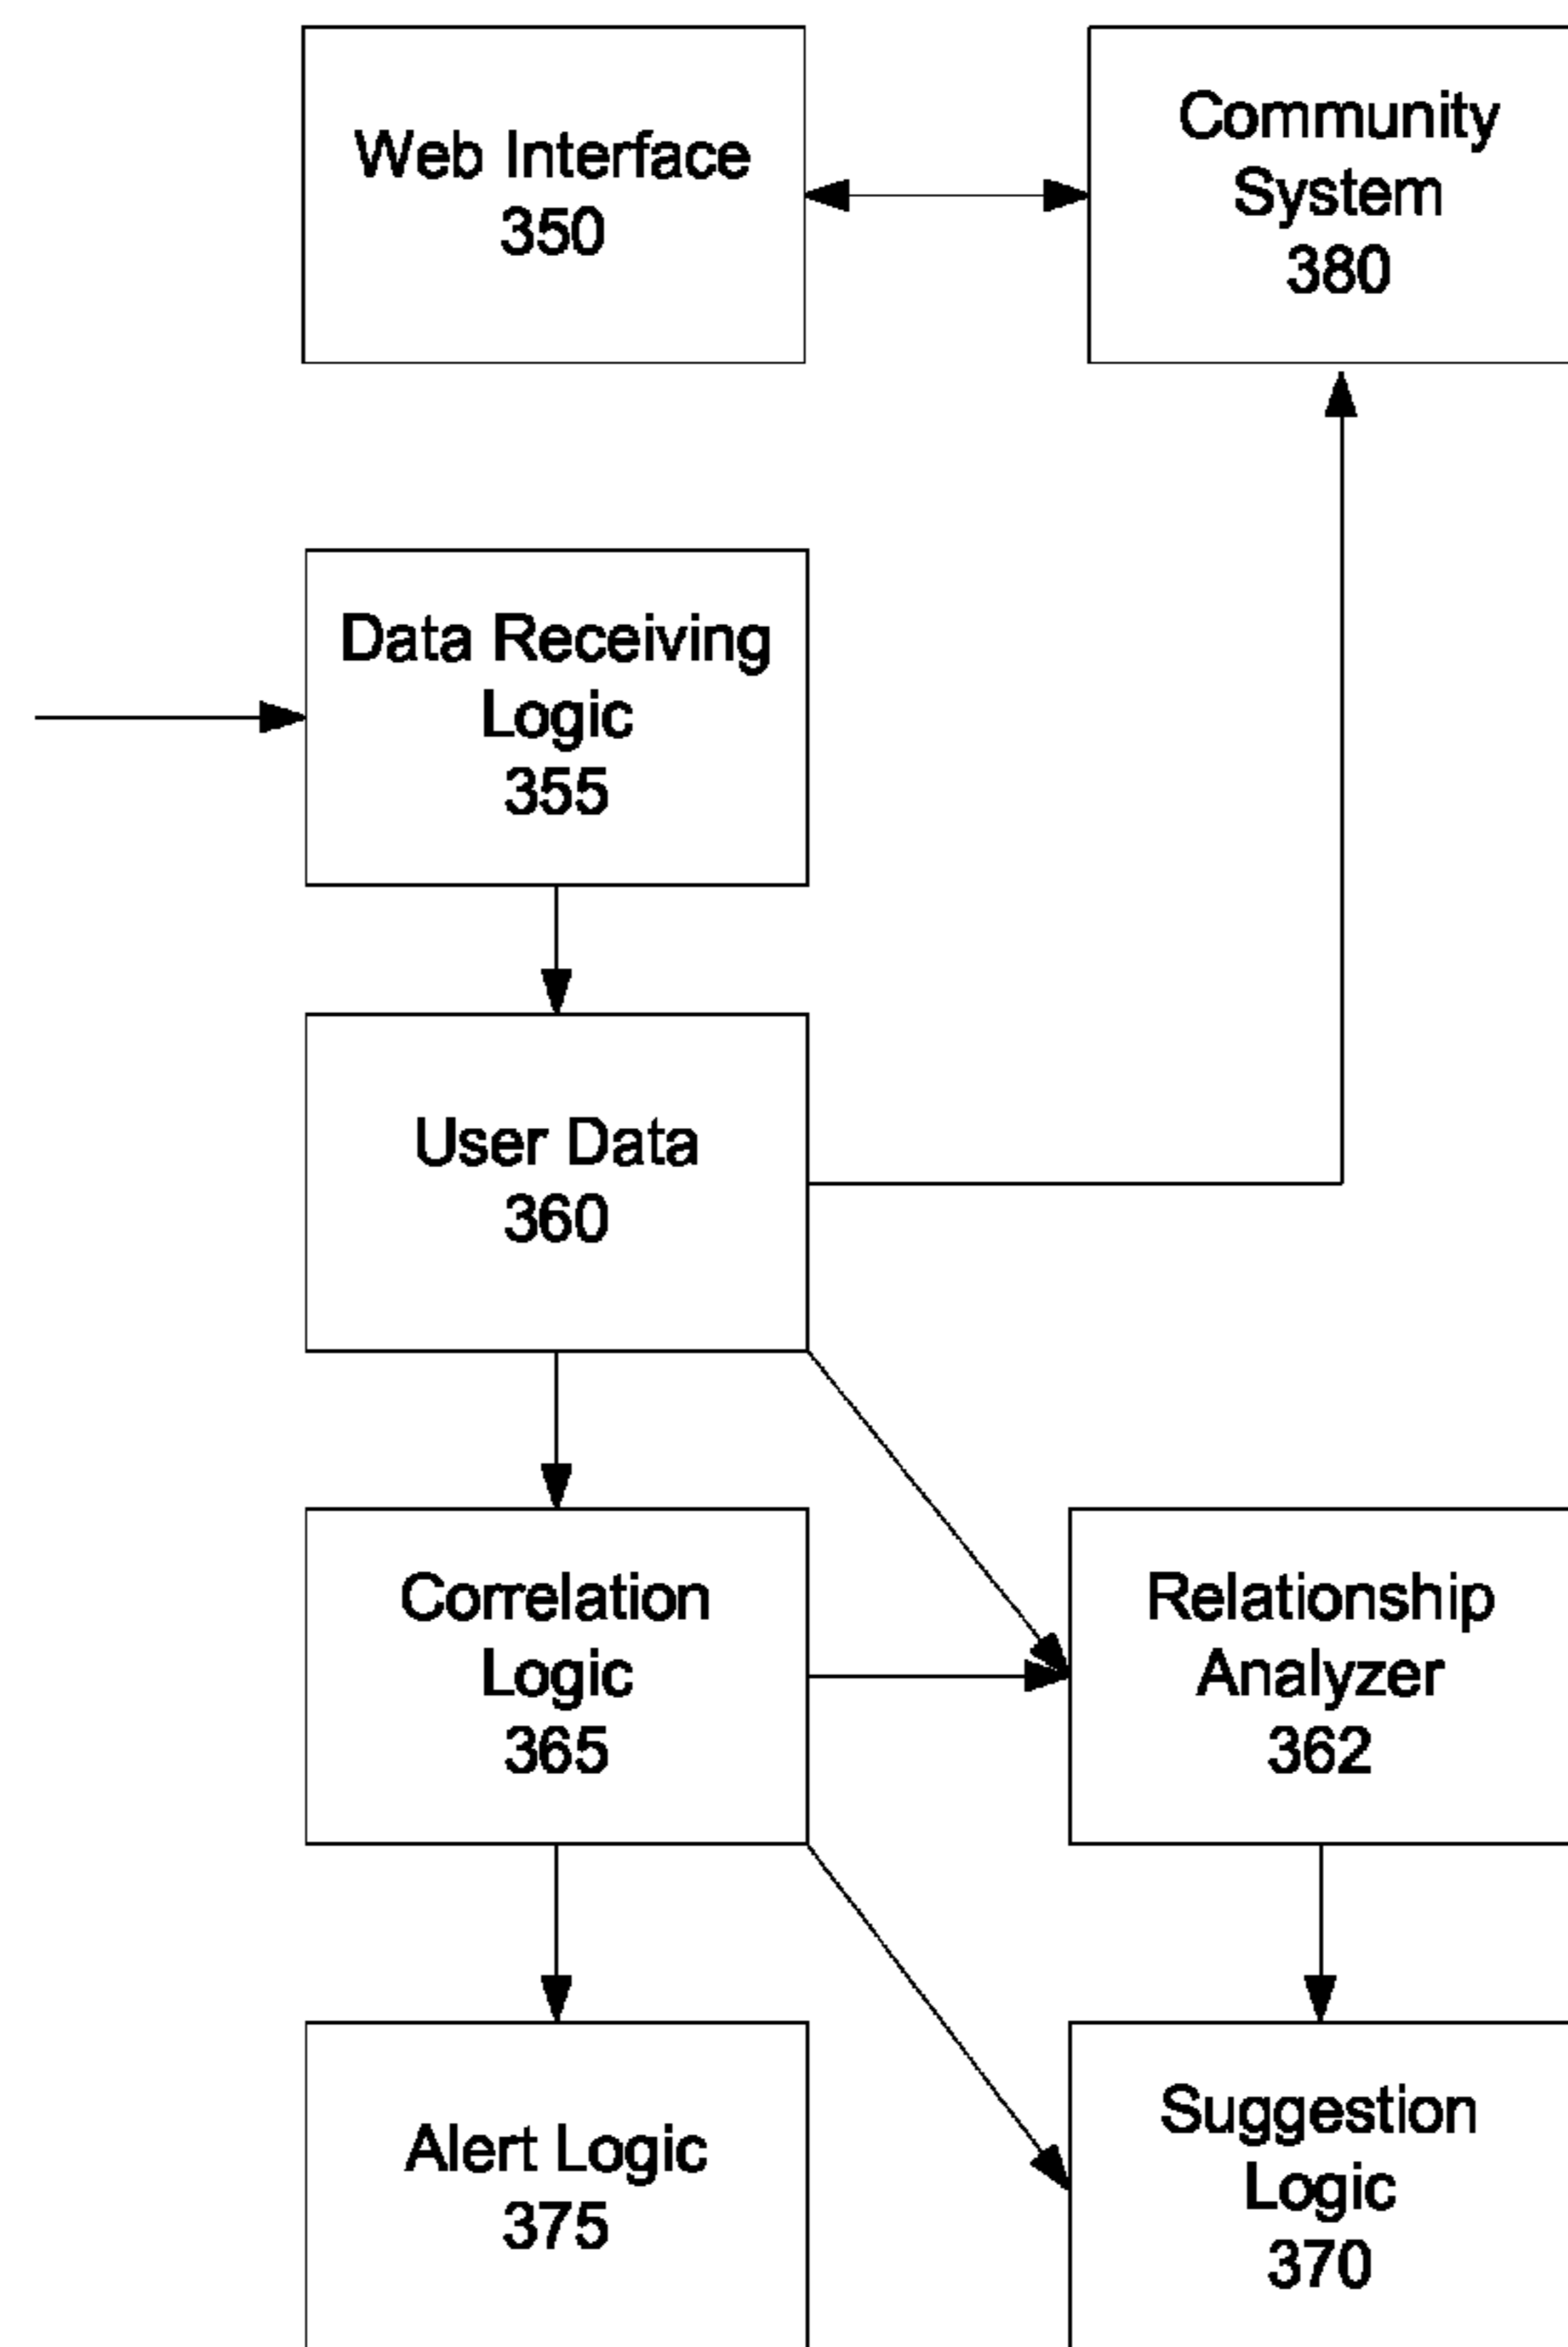 Web Interface
350
Community
System
380
Data Receiving
Logic
355
User Data
360
Correlation
Logic
365
Relationship
Analyzer
362
Alert Logic
375
Suggestion
Logic
370